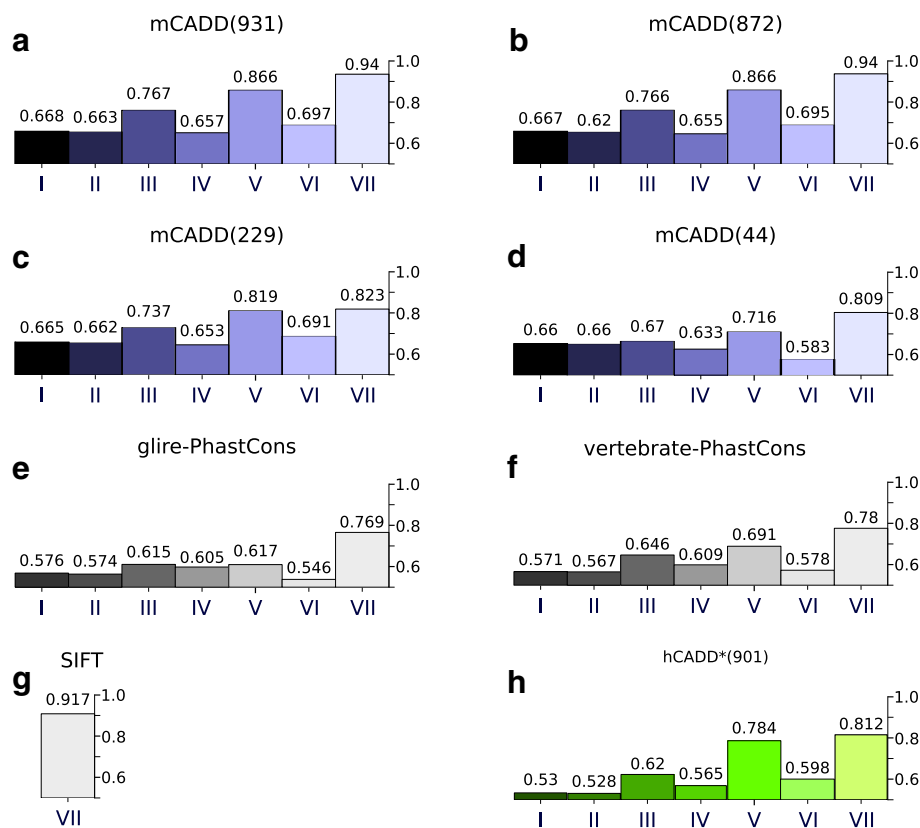 a
mCADD(931)
0.668 0.663 0.767 0.657 0.866 0.697 0.94
1.0
0.8
0.6
I II III IV V VI VII
b
mCADD(872)
0.667 0.62 0.766 0.655 0.866 0.695 0.94
1.0
0.8
0.6
I II III IV V VI VII
c
mCADD(229)
0.665 0.662 0.737 0.653 0.819 0.691 0.823
1.0
0.8
0.6
I II III IV V VI VII
d
mCADD(44)
0.66 0.66 0.67 0.633 0.716 0.583 0.809
1.0
0.8
0.6
I II III IV V VI VII
e
glire-PhastCons
0.576 0.574 0.615 0.605 0.617 0.546 0.769
1.0
0.8
0.6
I II III IV V VI VII
f
vertebrate-PhastCons
0.571 0.567 0.646 0.609 0.691 0.578 0.78
1.0
0.8
0.6
I II III IV V VI VII
g
SIFT
0.917
1.0
0.8
0.6
VII
h
hCADD*(901)
0.53 0.528 0.62 0.565 0.784 0.598 0.812
1.0
0.8
0.6
I II III IV V VI VII